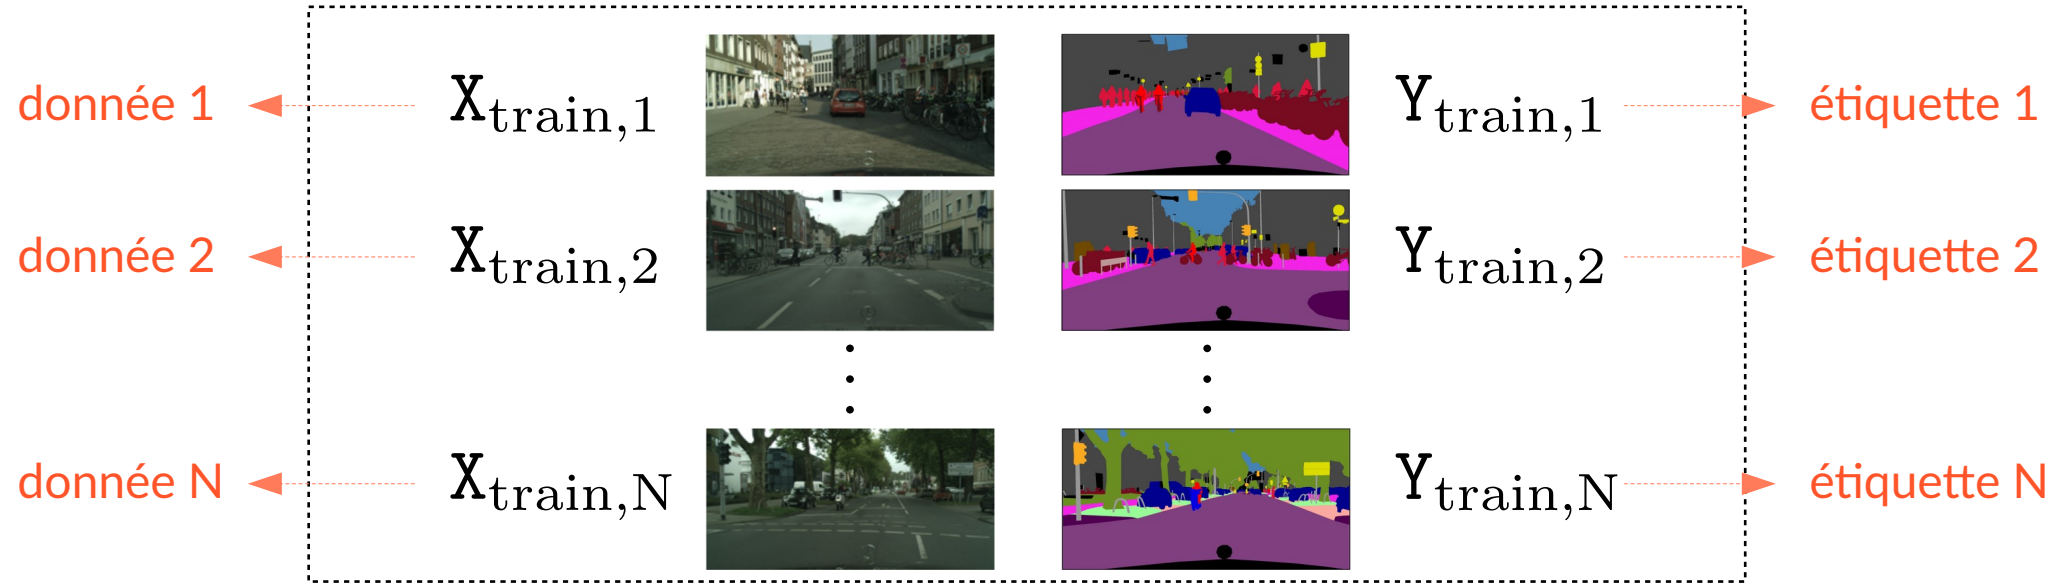 donnée 1 X_train,1 Y_train,1 étiquette 1
donnée 2 X_train,2 Y_train,2 étiquette 2
donnée N X_train,N Y_train,N étiquette N